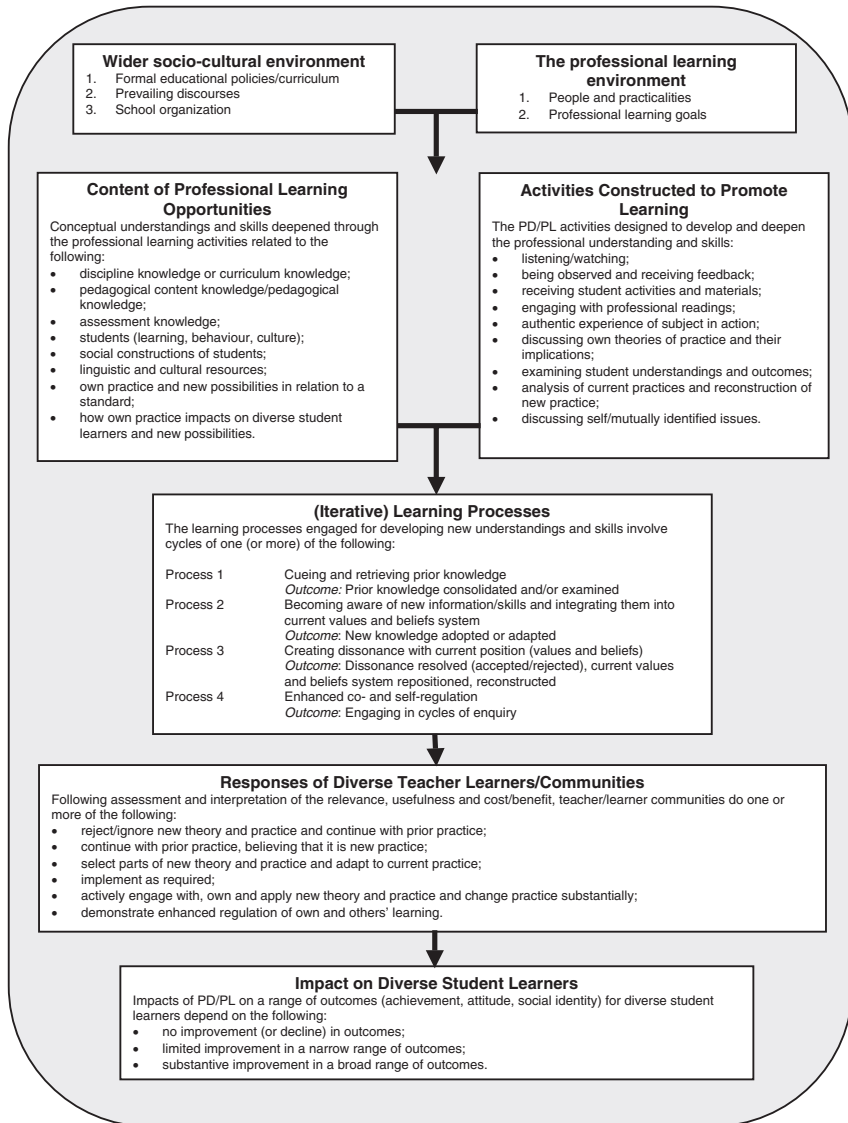 Wider socio-cultural environment
1. Formal educational policies/curriculum
2. Prevailing discourses
3. School organization
The professional learning
environment
1. People and practicalities
2. Professional learning goals
Content of Professional Learning
Opportunities
Conceptual understandings and skills deepened through
the professional learning activities related to the
following:
• discipline knowledge or curriculum knowledge;
• pedagogical content knowledge/pedagogical
knowledge;
• assessment knowledge;
• students (learning, behaviour, culture);
• social constructions of students;
• linguistic and cultural resources;
• own practice and new possibilities in relation to a
standard;
• how own practice impacts on diverse student
learners and new possibilities.
Activities Constructed to Promote
Learning
The PD/PL activities designed to develop and deepen
the professional understanding and skills:
• listening/watching;
• being observed and receiving feedback;
• receiving student activities and materials;
• engaging with professional readings;
• authentic experience of subject in action;
• discussing own theories of practice and their
implications;
• examining student understandings and outcomes;
• analysis of current practices and reconstruction of
new practice;
• discussing self/mutually identified issues.
(Iterative) Learning Processes
The learning processes engaged for developing new understandings and skills involve
cycles of one (or more) of the following:
Process 1 Cueing and retrieving prior knowledge
Outcome: Prior knowledge consolidated and/or examined
Process 2 Becoming aware of new information/skills and integrating them into
current values and beliefs system
Outcome: New knowledge adopted or adapted
Process 3 Creating dissonance with current position (values and beliefs)
Outcome: Dissonance resolved (accepted/rejected), current values
and beliefs system repositioned, reconstructed
Process 4 Enhanced co- and self-regulation
Outcome: Engaging in cycles of enquiry
Responses of Diverse Teacher Learners/Communities
Following assessment and interpretation of the relevance, usefulness and cost/benefit, teacher/learner communities do one or
more of the following:
• reject/ignore new theory and practice and continue with prior practice;
• continue with prior practice, believing that it is new practice;
• select parts of new theory and practice and adapt to current practice;
• implement as required;
• actively engage with, own and apply new theory and practice and change practice substantially;
• demonstrate enhanced regulation of own and others' learning.
Impact on Diverse Student Learners
Impacts of PD/PL on a range of outcomes (achievement, attitude, social identity) for diverse student
learners depend on the following:
• no improvement (or decline) in outcomes;
• limited improvement in a narrow range of outcomes;
• substantive improvement in a broad range of outcomes.